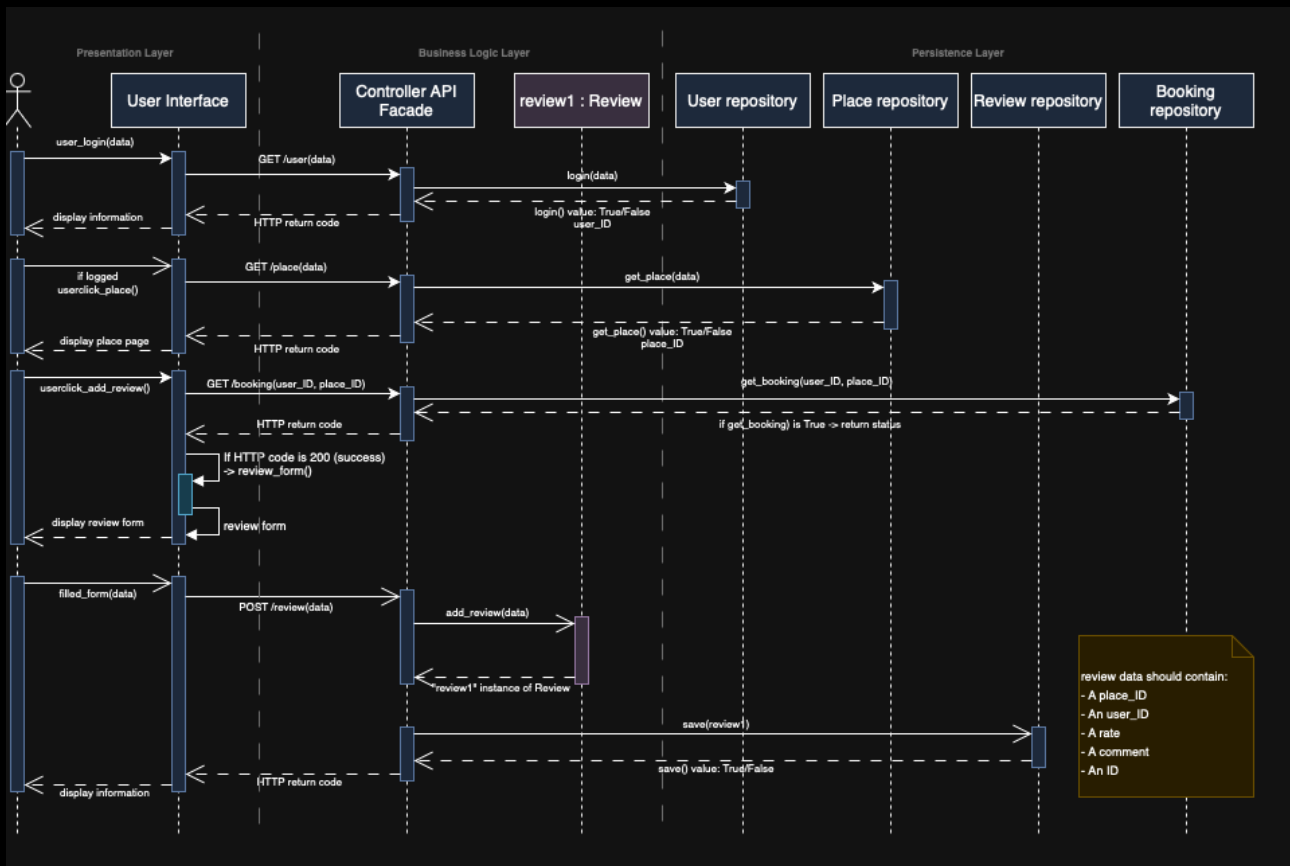 Presentation Layer
Business Logic Layer
Persistence Layer
User Interface
Controller API
Facade
review1 : Review
User repository
Place repository
Review repository
Booking
repository
user_login(data)
GET /user(data)
login(data)
login() value: True/False
user_ID
HTTP return code
display information
if logged
userclick_place()
GET /place(data)
get_place(data)
get_place() value: True/False
place_ID
HTTP return code
display place page
userclick_add_review()
GET /booking(user_ID, place_ID)
get_booking(user_ID, place_ID)
if get_booking) is True -> return status
HTTP return code
If HTTP code is 200 (success)
-> review_form()
review form
display review form
filled_form(data)
POST /review(data)
add_review(data)
"review1" instance of Review
save(review1)
save() value: True/False
HTTP return code
display information
review data should contain:
- A place_ID
- An user_ID
- A rate
- A comment
- An ID